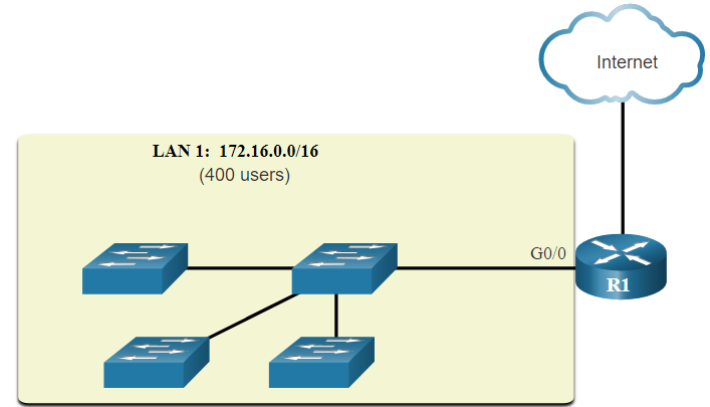 Internet
LAN 1: 172.16.0.0/16
(400 users)
G0/0
R1